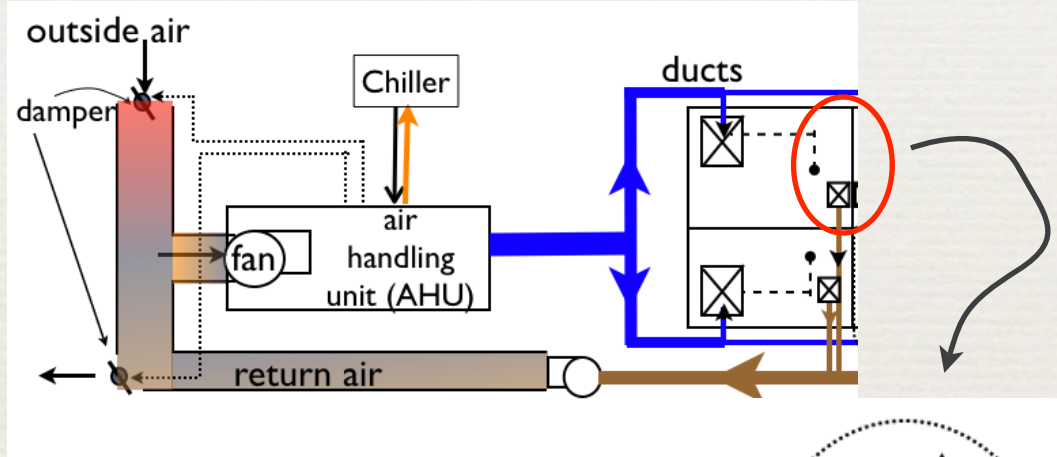 outside air
damper
Chiller
ducts
fan
air
handling
unit (AHU)
return air